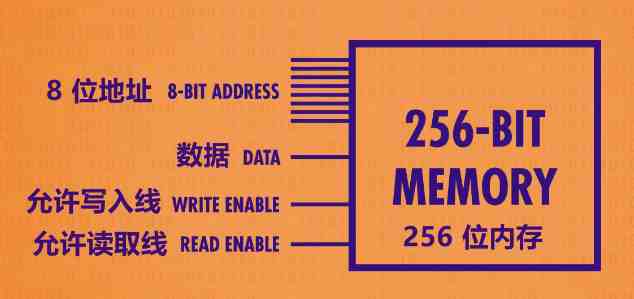 8 位地址 8-BIT ADDRESS
数据 DATA
允许写入线 WRITE ENABLE
允许读取线 READ ENABLE
256-BIT
MEMORY
256 位内存